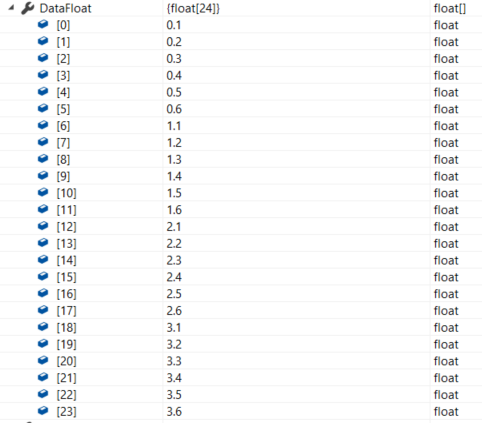 DataFloat {float[24]} float[]
[0] 0.1 float
[1] 0.2 float
[2] 0.3 float
[3] 0.4 float
[4] 0.5 float
[5] 0.6 float
[6] 1.1 float
[7] 1.2 float
[8] 1.3 float
[9] 1.4 float
[10] 1.5 float
[11] 1.6 float
[12] 2.1 float
[13] 2.2 float
[14] 2.3 float
[15] 2.4 float
[16] 2.5 float
[17] 2.6 float
[18] 3.1 float
[19] 3.2 float
[20] 3.3 float
[21] 3.4 float
[22] 3.5 float
[23] 3.6 float